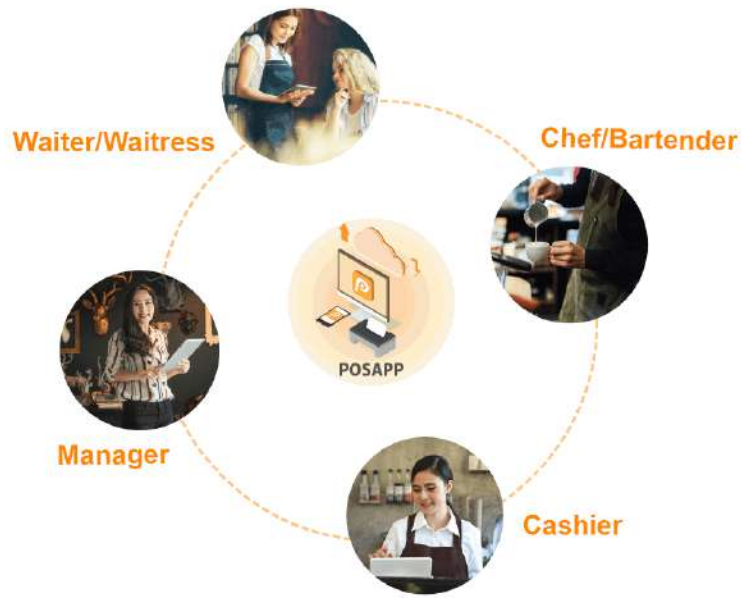 Waiter/Waitress
Chef/Bartender
POSAPP
Manager
Cashier